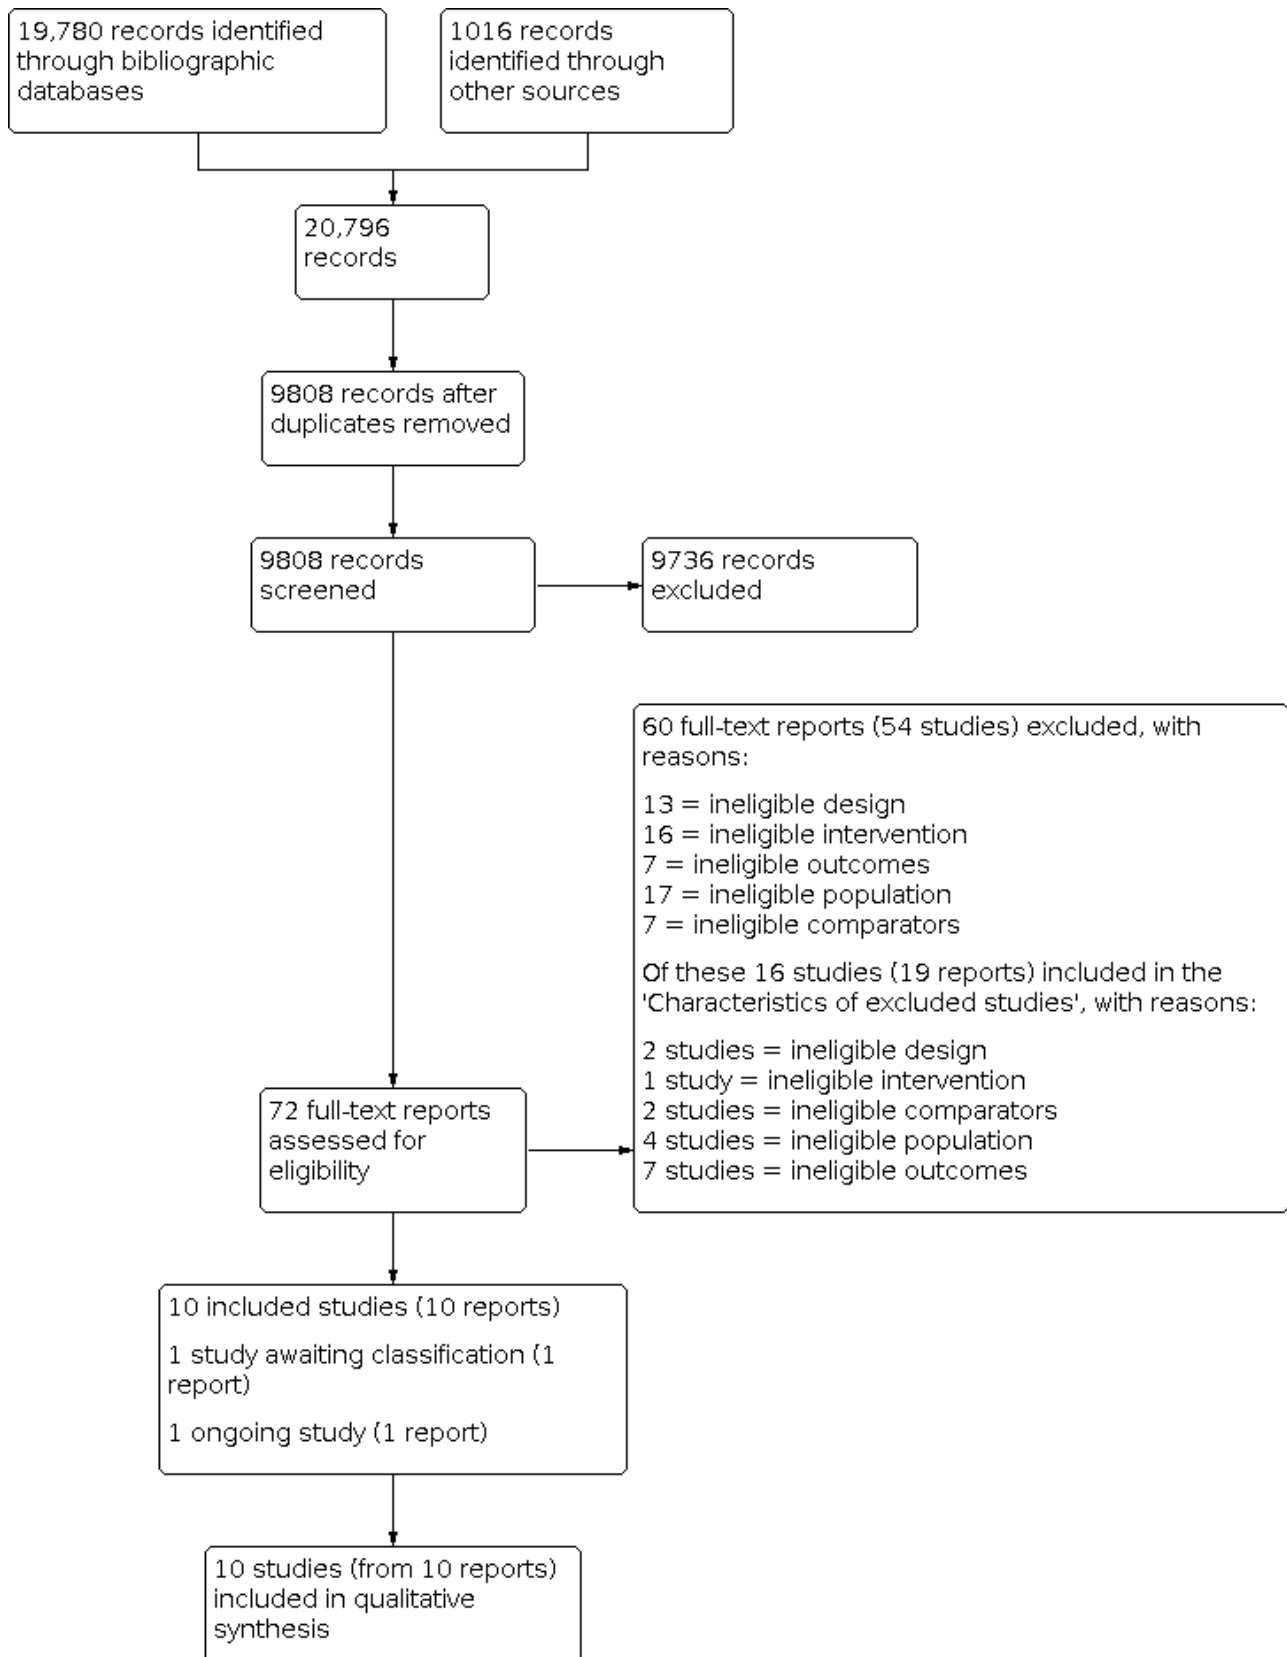 19,780 records identified
through bibliographic
databases
1016 records
identified through
other sources
20,796
records
9808 records after
duplicates removed
9808 records
screened
9736 records
excluded
60 full-text reports (54 studies) excluded, with
reasons:
13 = ineligible design
16 = ineligible intervention
7 = ineligible outcomes
17 = ineligible population
7 = ineligible comparators
Of these 16 studies (19 reports) included in the
'Characteristics of excluded studies', with reasons:
2 studies = ineligible design
1 study = ineligible intervention
2 studies = ineligible comparators
4 studies = ineligible population
7 studies = ineligible outcomes
72 full-text reports
assessed for
eligibility
10 included studies (10 reports)
1 study awaiting classification (1
report)
1 ongoing study (1 report)
10 studies (from 10 reports)
included in qualitative
synthesis